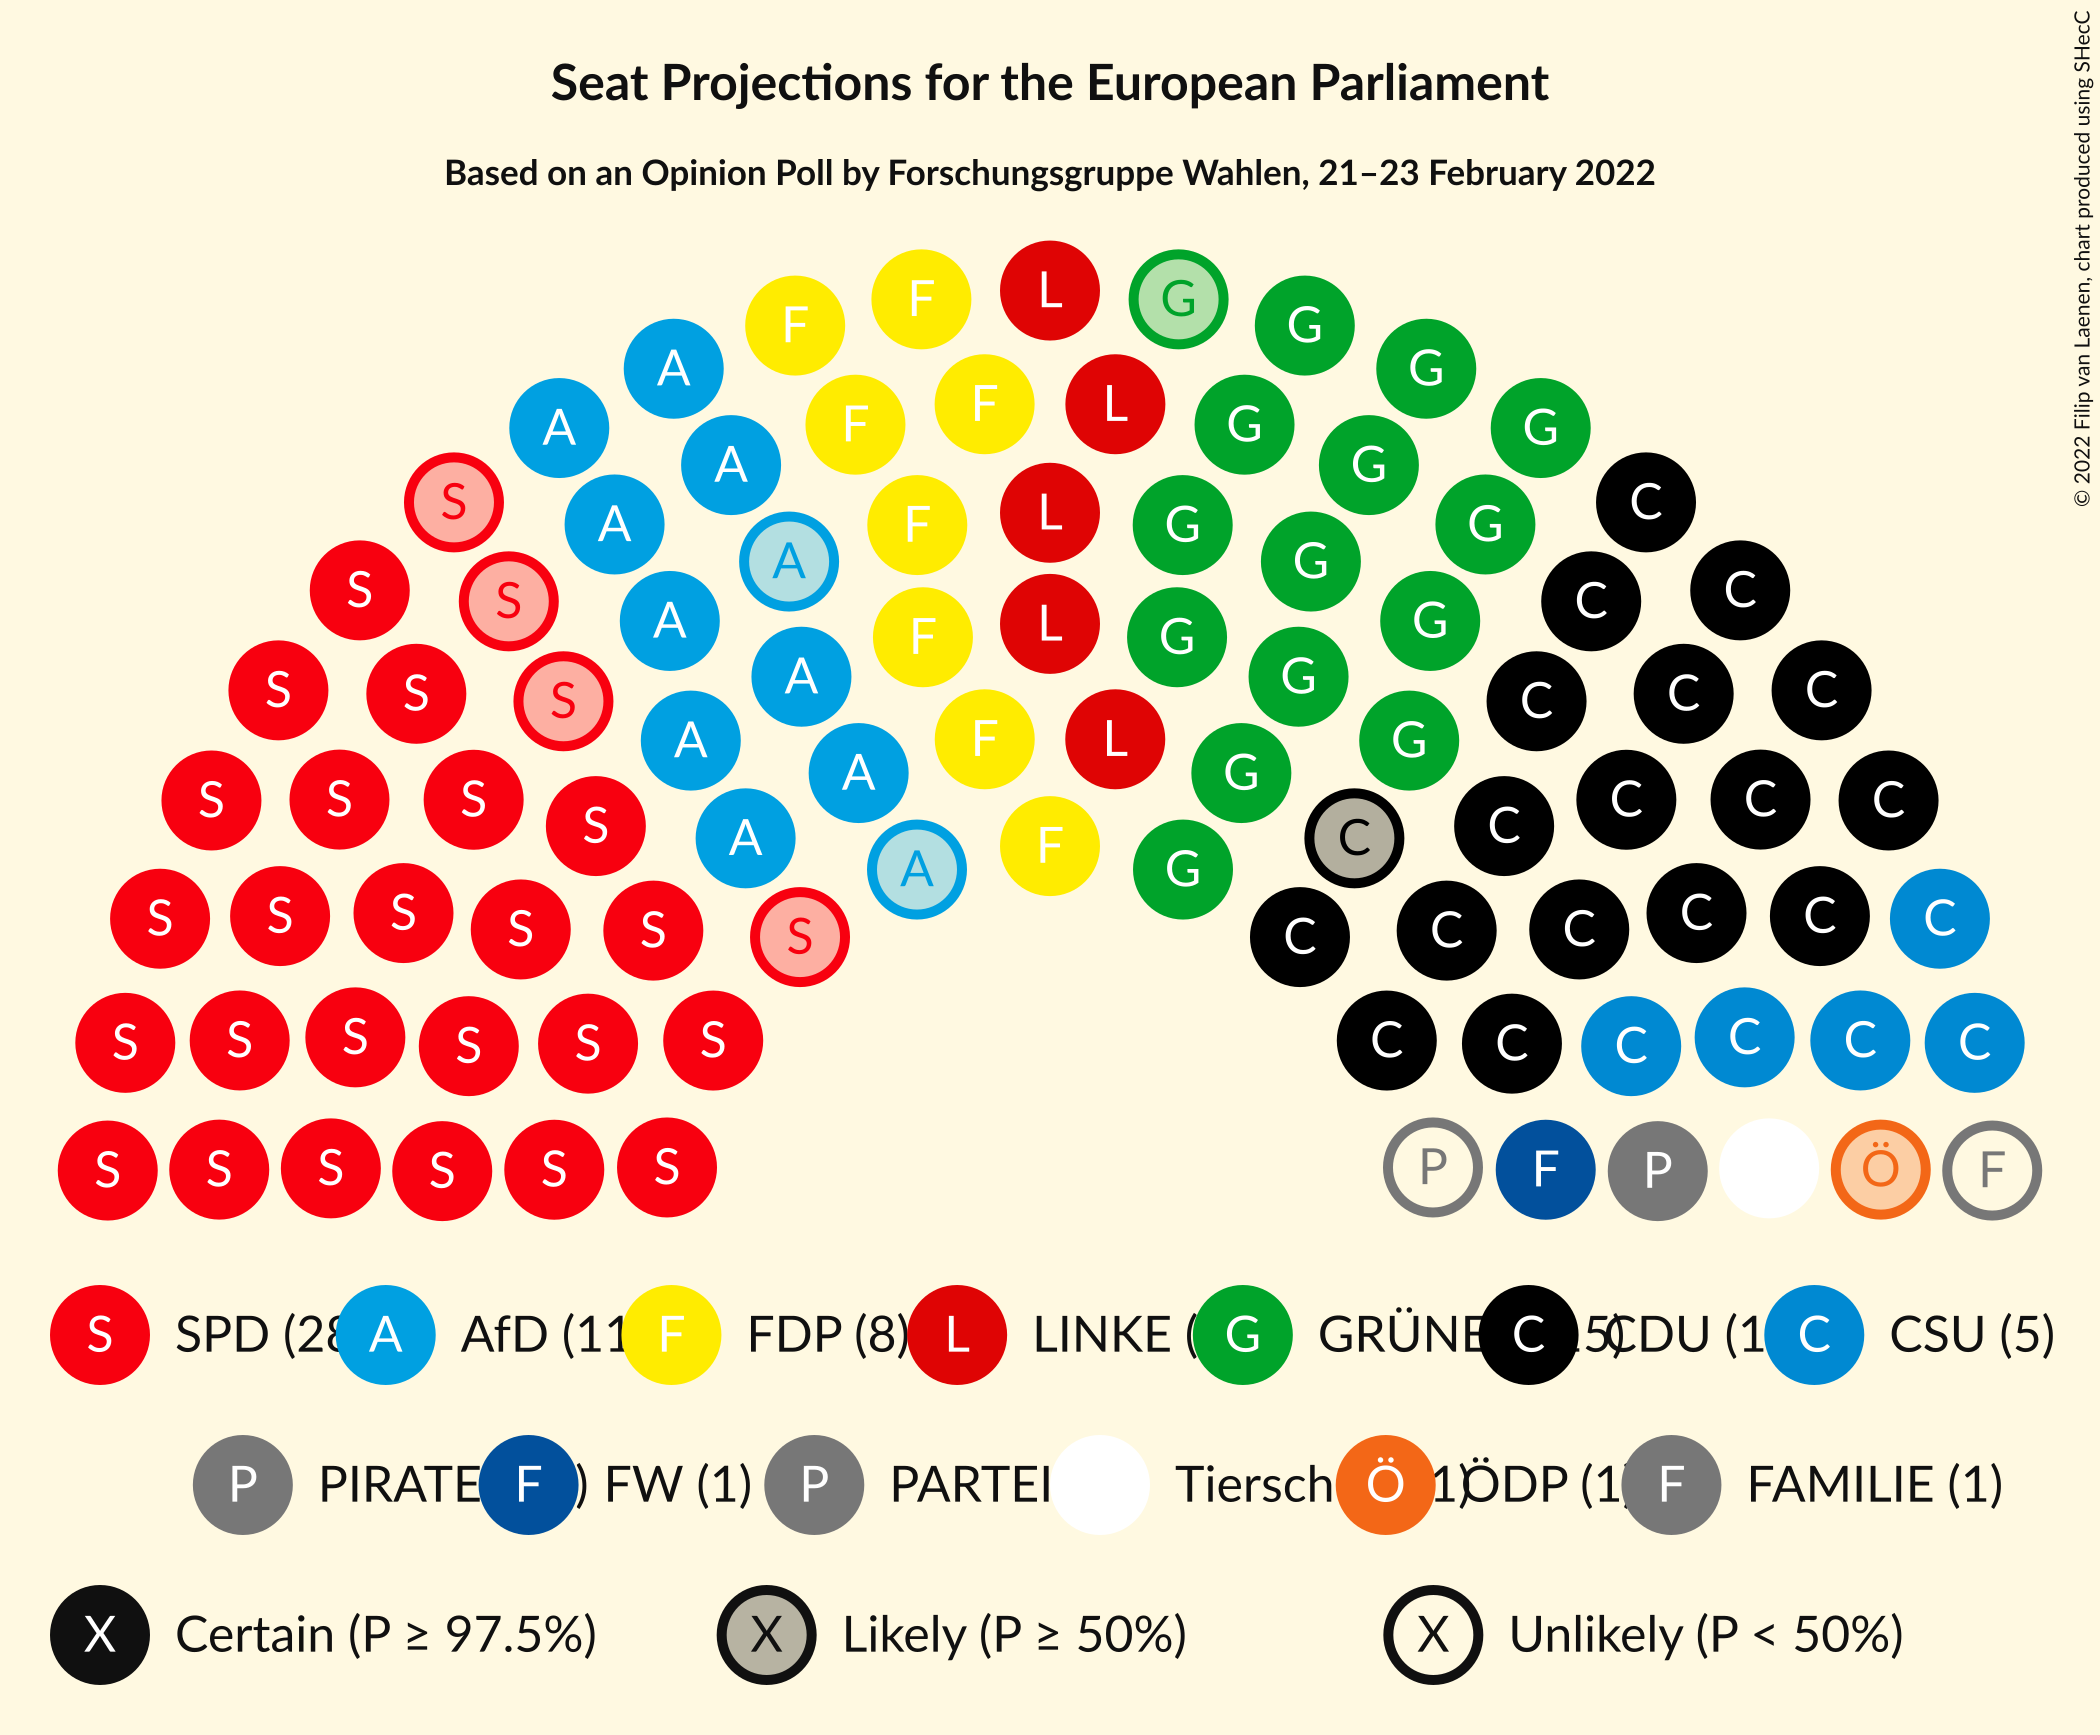 © 2022 Filip van Laenen, chart produced using SHecC
Seat Projections for the European Parliament
Based on an Opinion Poll by Forschungsgruppe Wahlen, 21–23 February 2022
F L G
F G
A G
A F F L G G
A G
S A F L G G C
A G
S S A F L G G C C
S S S A G C C C
A F L G
S S S A G C C C
S A F C C
A G
S S S S S S C C C C C C
S S S S S S C C C C C C
S S S S S S P F P Ö F
S SPD (28 A AfD (11 F FDP (8) L LINKE ( G GRÜNE 5) C CDU (1 C CSU (5)
P PIRATE ) F FW (1) P PARTEI Tiersch 1) Ö ÖDP (1) F FAMILIE (1)
X Certain (P ≥ 97.5%) X Likely (P ≥ 50%) X Unlikely (P < 50%)